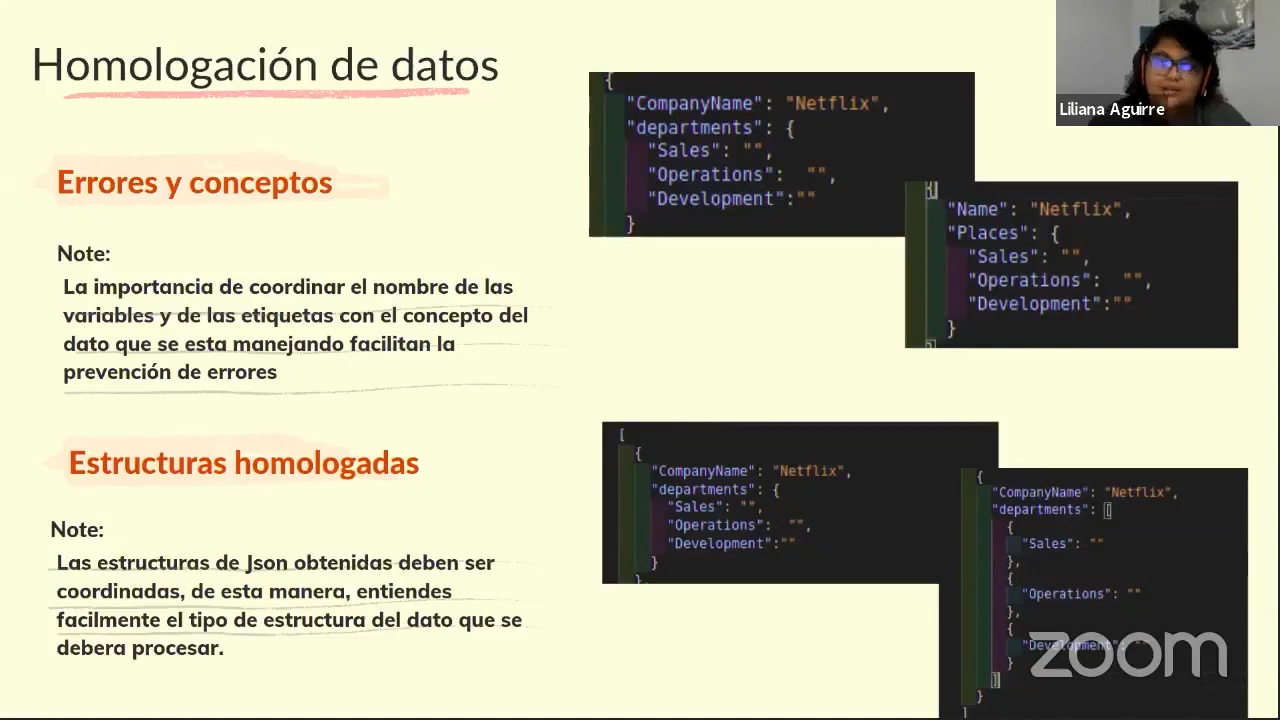 Homologación de datos
Errores y conceptos
Note:
La importancia de coordinar el nombre de las
variables y de las etiquetas con el concepto del
dato que se esta manejando facilitan la
prevención de errores
Estructuras homologadas
Note:
Las estructuras de Json obtenidas deben ser
coordinadas, de esta manera, entiendes
facilmente el tipo de estructura del dato que se
debera procesar.
{
"CompanyName": "Netflix",
"departments": {
"Sales": "",
"Operations":  "",
"Development":""
}
{
"Name": "Netflix",
"Places": {
"Sales": "",
"Operations":  "",
"Development":""
}
}
[
{
"CompanyName": "Netflix",
"departments": {
"Sales": "",
"Operations":  "",
"Development":""
}
},
{
"CompanyName": "Netflix",
"departments": [
{
"Sales": ""
},
{
"Operations": ""
},
{
"Development": ""
}
]
}
]
Liliana Aguirre
zoom